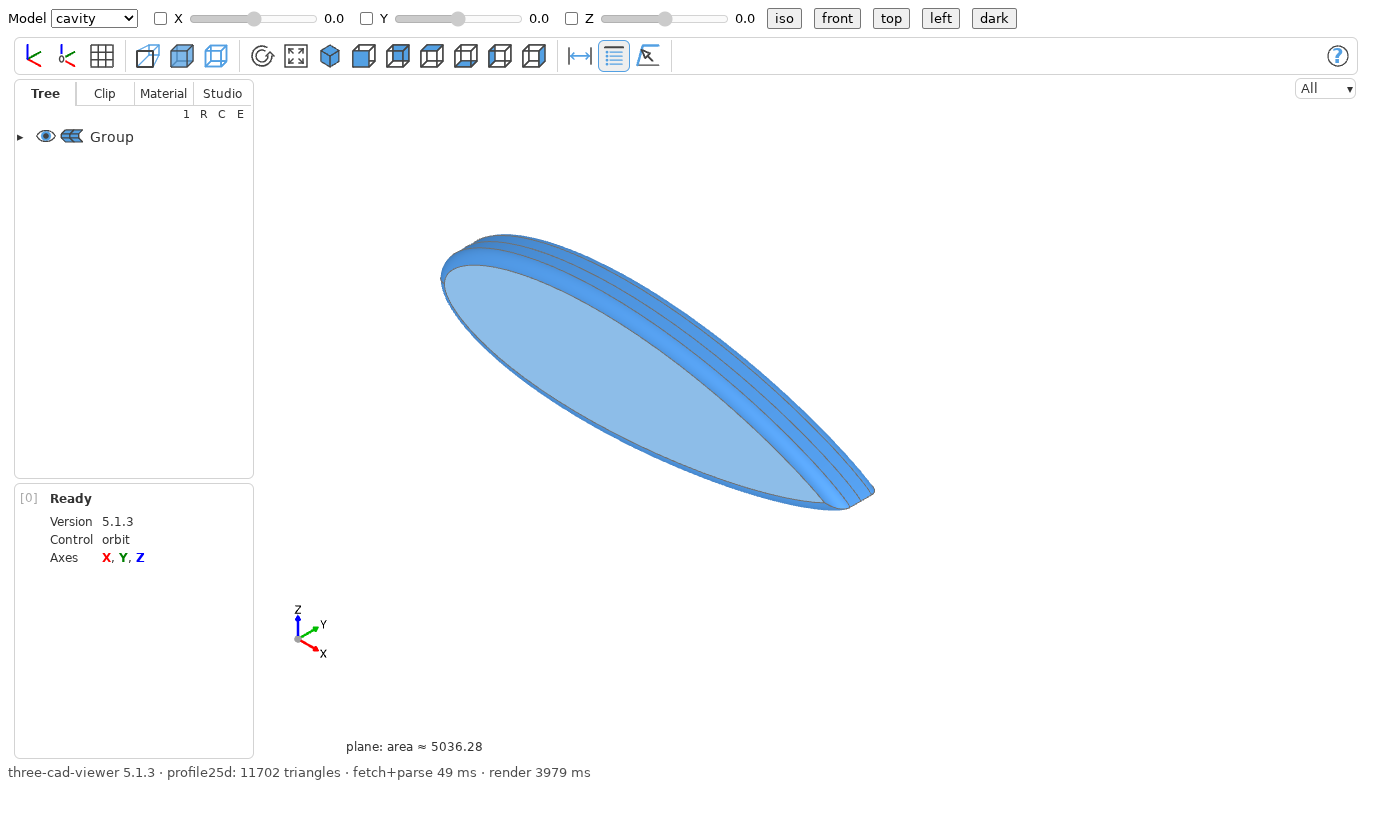 Model cavity X 0.0 Y 0.0 Z 0.0 iso front top left dark
0
?
Tree Clip Material Studio
All
1 R C E
Group
[0] Ready
Version 5.1.3
Control orbit
Axes X, Y, Z
Z
Y
X
plane: area ≈ 5036.28
three-cad-viewer 5.1.3 · profile25d: 11702 triangles · fetch+parse 49 ms · render 3979 ms